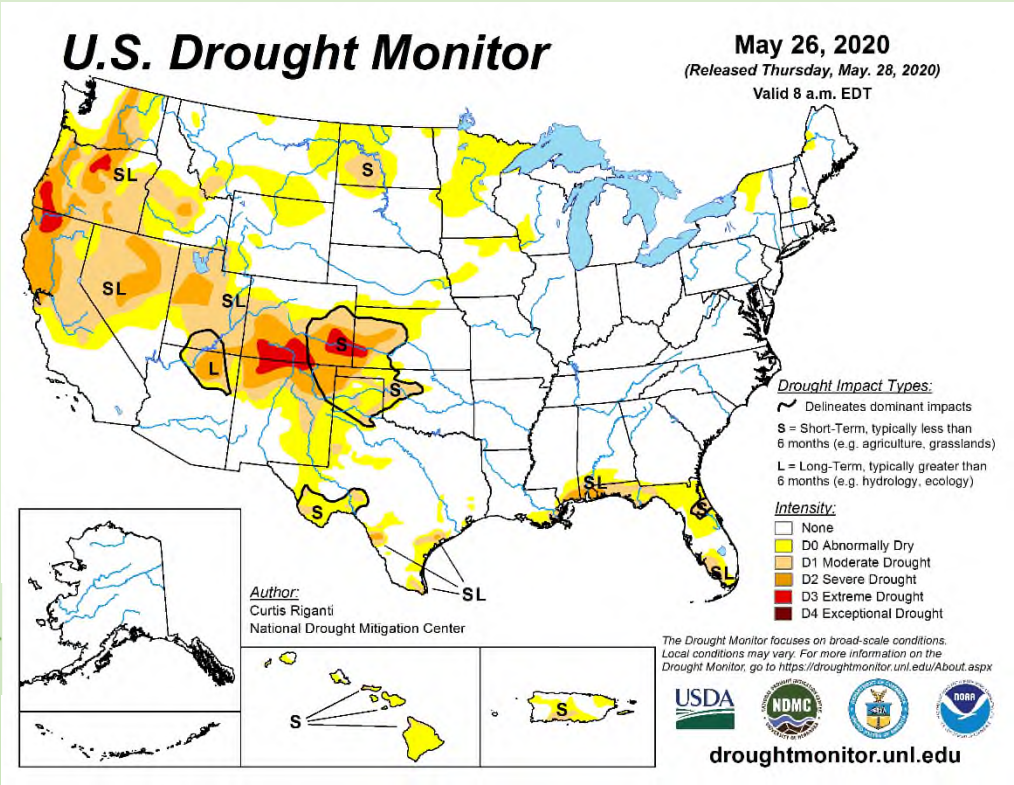 U.S. Drought Monitor
May 26, 2020
(Released Thursday, May. 28, 2020)
Valid 8 a.m. EDT
S
SL
SL
SL
S
L
S
S
SL
S
SL
SL
Drought Impact Types:
Delineates dominant impacts
S = Short-Term, typically less than
6 months (e.g. agriculture, grasslands)
L = Long-Term, typically greater than
6 months (e.g. hydrology, ecology)
Intensity:
None
D0 Abnormally Dry
D1 Moderate Drought
D2 Severe Drought
D3 Extreme Drought
D4 Exceptional Drought
Author:
Curtis Riganti
National Drought Mitigation Center
S
S
The Drought Monitor focuses on broad-scale conditions.
Local conditions may vary. For more information on the
Drought Monitor, go to https://droughtmonitor.unl.edu/About.aspx
USDA
NDMC
NOAA
droughtmonitor.unl.edu